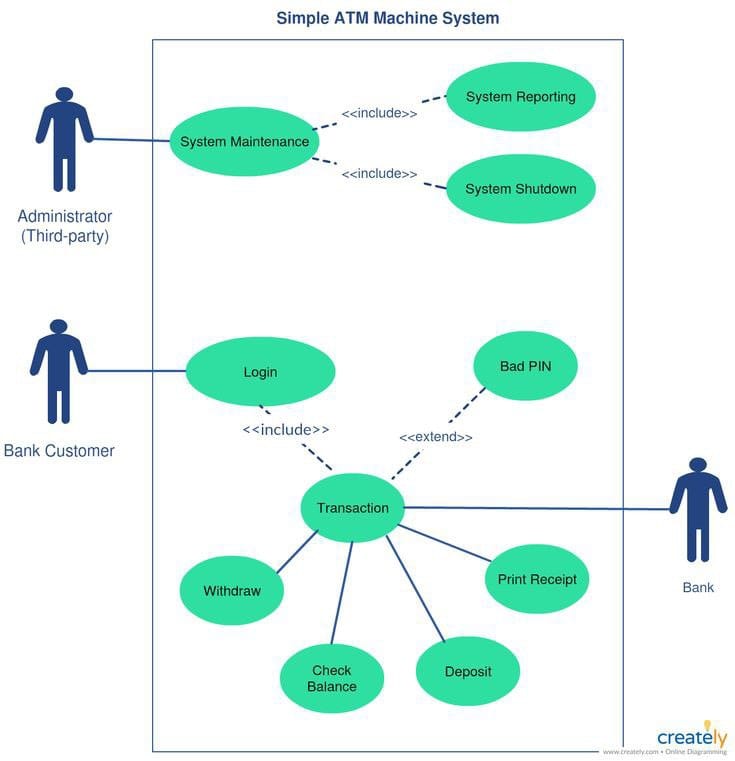 Simple ATM Machine System
System Reporting
<<include>>
System Maintenance
<<include>>
System Shutdown
Administrator
(Third-party)
Login
Bad PIN
<<include>>
<<extend>>
Bank Customer
Transaction
Print Receipt
Bank
Withdraw
Check
Balance
Deposit
creately
www.creately.com • Online Diagramming